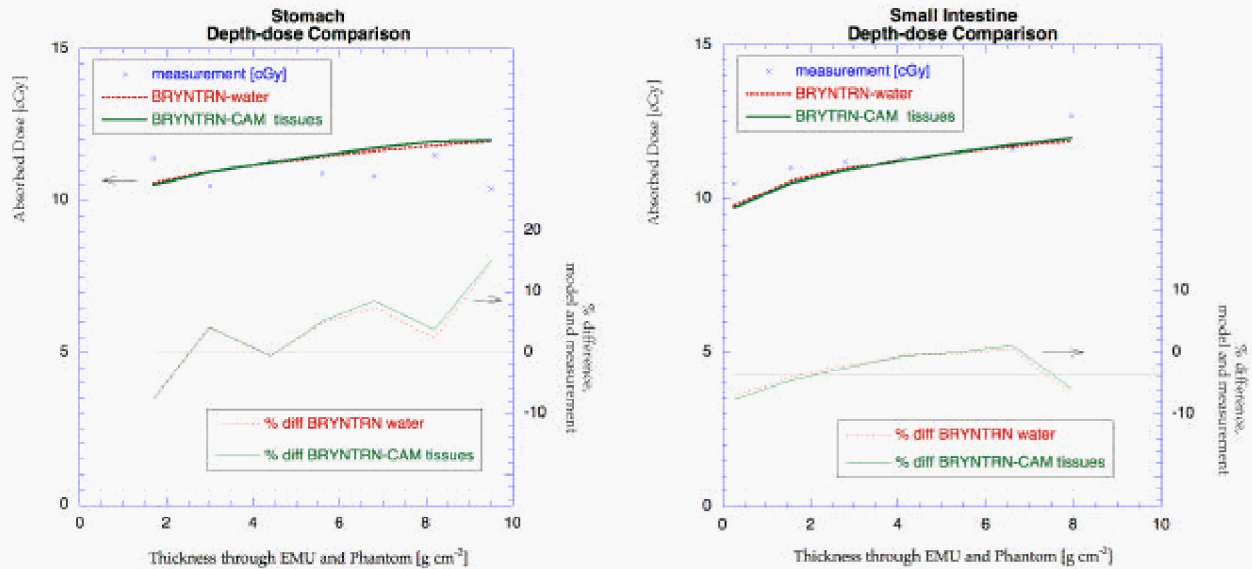 Stomach
Depth-dose Comparison
15
10
5
0
Absorbed Dose [cGy]
measurement [cGy]
BRYNTRN-water
BRYNTRN-CAM tissues
20
10
0
-10
% difference,
model and measurement
% diff BRYNTRN water
% diff BRYNTRN-CAM tissues
0 2 4 6 8 10
Thickness through EMU and Phantom [g cm-2]
Small Intestine
Depth-dose Comparison
15
10
5
0
Absorbed Dose [cGy]
measurement [cGy]
BRYNTRN-water
BRYTRN-CAM tissues
10
0
-10
% difference,
model and measurement
% diff BRYNTRN water
% diff BRYNTRN-CAM tissues
0 2 4 6 8 10
Thickness through EMU and Phantom [g cm-2]